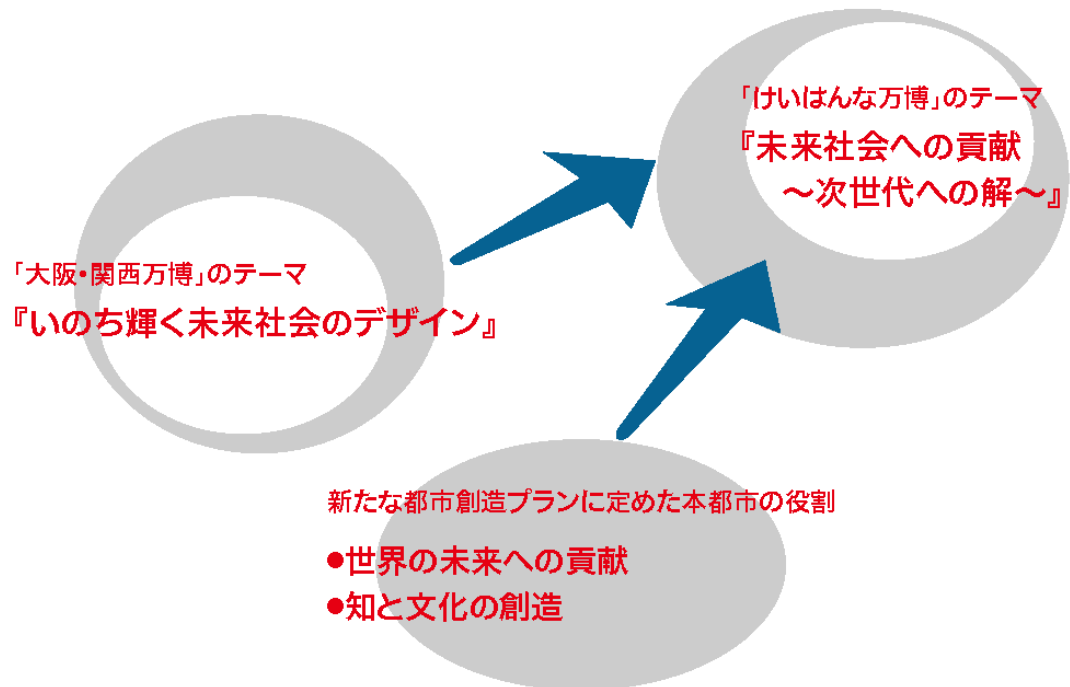 「けいはんな万博」のテーマ
『未来社会への貢献
～次世代への解～』
「大阪・関西万博」のテーマ
『いのち輝く未来社会のデザイン』
新たな都市創造プランに定めた本都市の役割
●世界の未来への貢献
●知と文化の創造